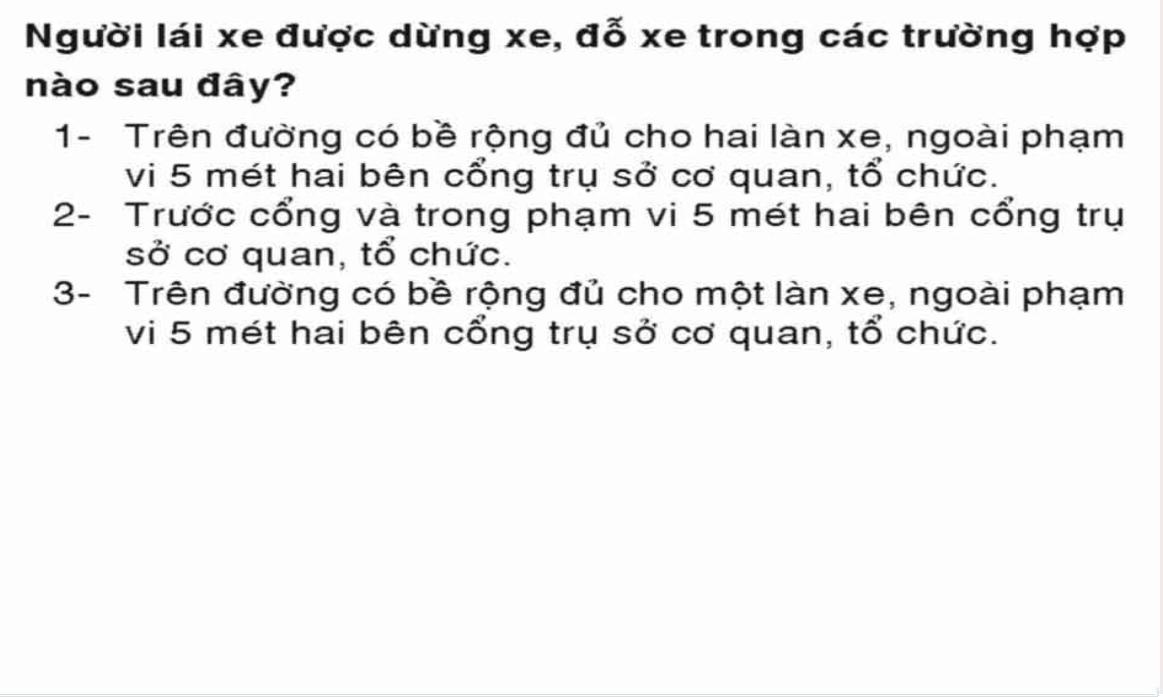 Người lái xe được dừng xe, đỗ xe trong các trường hợp
nào sau đây?
1- Trên đường có bề rộng đủ cho hai làn xe, ngoài phạm
vi 5 mét hai bên cổng trụ sở cơ quan, tổ chức.
2- Trước cổng và trong phạm vi 5 mét hai bên cổng trụ
sở cơ quan, tổ chức.
3- Trên đường có bề rộng đủ cho một làn xe, ngoài phạm
vi 5 mét hai bên cổng trụ sở cơ quan, tổ chức.